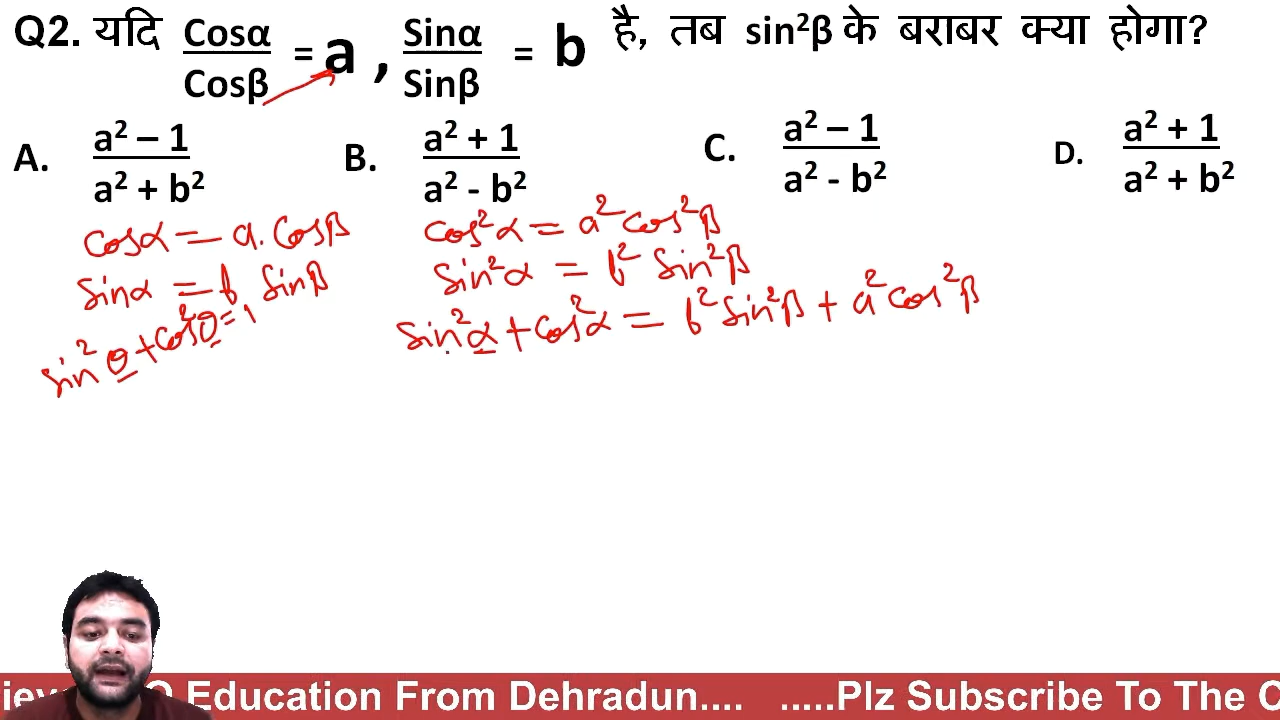 Q2. यदि Cosα/Cosβ = a , Sinα/Sinβ = b है, तब sin²β के बराबर क्या होगा?
A. a² – 1/a² + b² B. a² + 1/a² - b² C. a² – 1/a² - b² D. a² + 1/a² + b²
cosα = a. cosβ
sinα = b sinβ
sin²θ + cos²θ = 1
cos²α = a² cos²β
sin²α = b² sin²β
sin²α + cos²α = b² sin²β + a² cos²β
Education From Dehradun.... .....Plz Subscribe To The C